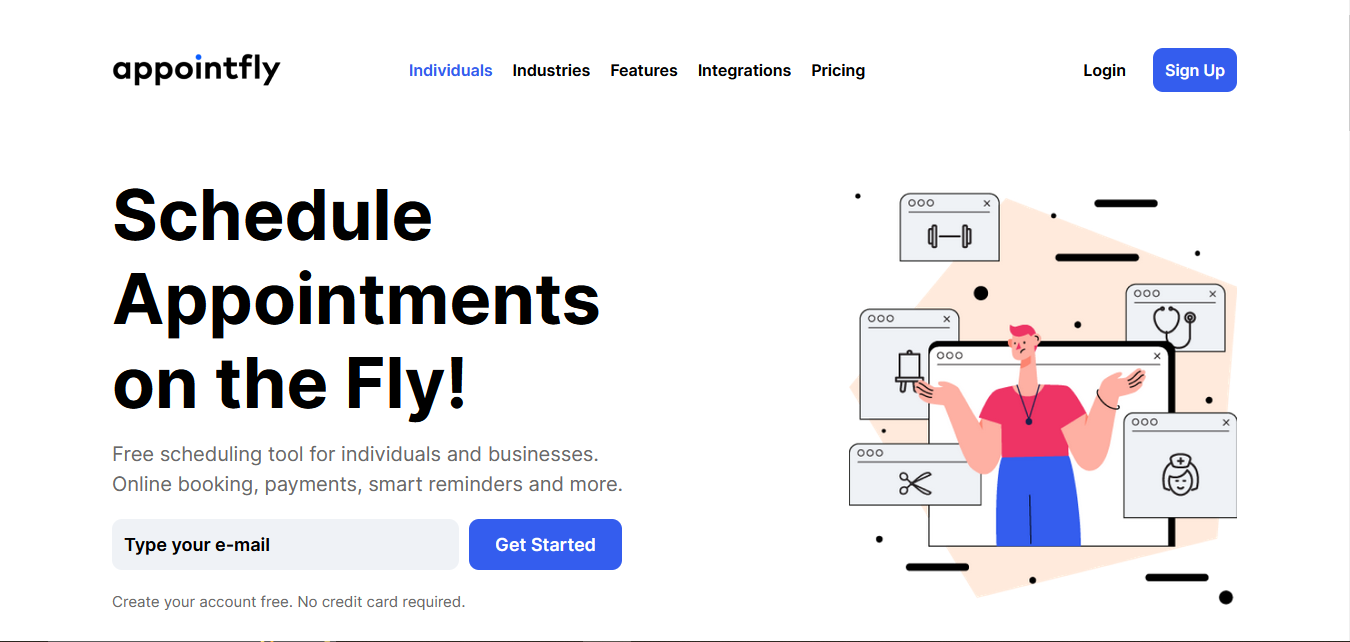 appointfly
Individuals Industries Features Integrations Pricing
Login
Sign Up
Schedule
Appointments
on the Fly!
Free scheduling tool for individuals and businesses.
Online booking, payments, smart reminders and more.
Type your e-mail
Get Started
Create your account free. No credit card required.